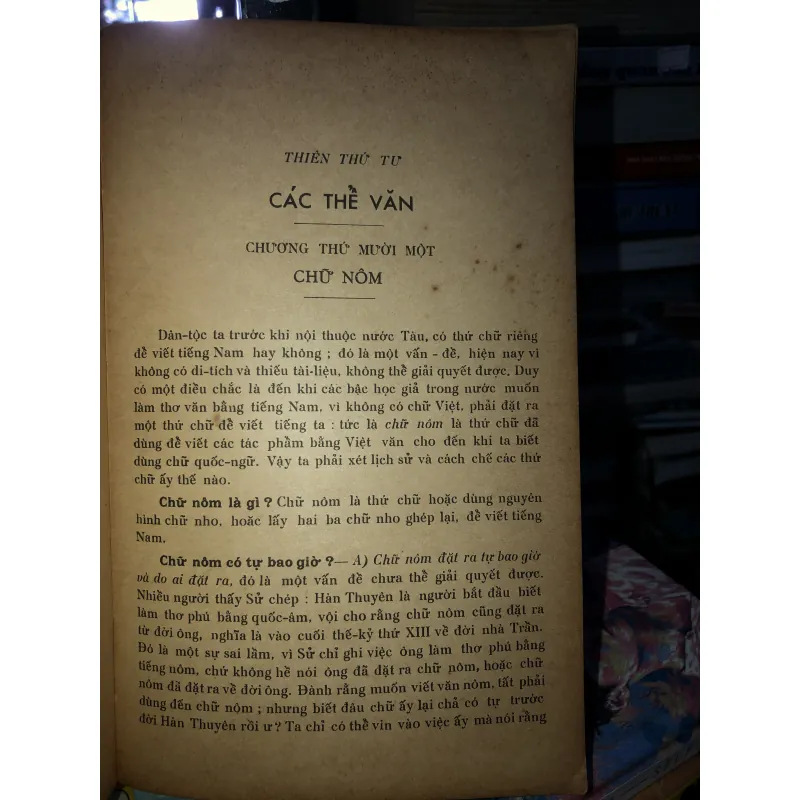 THIÊN THỨ TƯ
CÁC THỂ VĂN
CHƯƠNG THỨ MƯỜI MỘT
CHỮ NÔM
Dân-tộc ta trước khi nội thuộc nước Tàu, có thứ chữ riêng
để viết tiếng Nam hay không ; đó là một vấn - đề, hiện nay vì
không có di-tích và thiếu tài-liệu, không thể giải quyết được. Duy
có một điều chắc là đến khi các bậc học giả trong nước muốn
làm thơ văn bằng tiếng Nam, vì không có chữ Việt, phải đặt ra
một thứ chữ để viết tiếng ta : tức là chữ nôm là thứ chữ đã
dùng để viết các tác phẩm bằng Việt văn cho đến khi ta biết
dùng chữ quốc-ngữ. Vậy ta phải xét lịch sử và cách chế các thứ
chữ ấy thế nào.
Chữ nôm là gì ? Chữ nôm là thứ chữ hoặc dùng nguyên
hình chữ nho, hoăc lấy hai ba chữ nho ghép lại, để viết tiếng
Nam.
Chữ nôm có tự bao giờ ?— A) Chữ nôm đặt ra tự bao giờ
và do ai đặt ra, đó là một vấn đề chưa thể giải quyết được.
Nhiều người thấy Sử chép : Hàn Thuyên là người bắt đầu biết
làm thơ phú bằng quốc-âm, vội cho rằng chữ nôm cũng đặt ra
từ đời ông, nghĩa là vào cuối thế-kỷ thứ XIII về đời nhà Trần.
Đó là một sự sai lầm, vì Sử chỉ ghi việc ông làm thơ phú bằng
tiếng nôm, chứ không hề nói ông đã đặt ra chữ nôm, hoặc chữ
nôm đã đặt ra về đời ông. Đành rằng muốn viết văn nôm, tất phải
dùng đến chữ nôm ; nhưng biết đâu chữ ấy lại chả có tự trước
đời Hàn Thuyên rồi ư ? Ta chỉ có thể vin vào việc ấy mà nói rằng